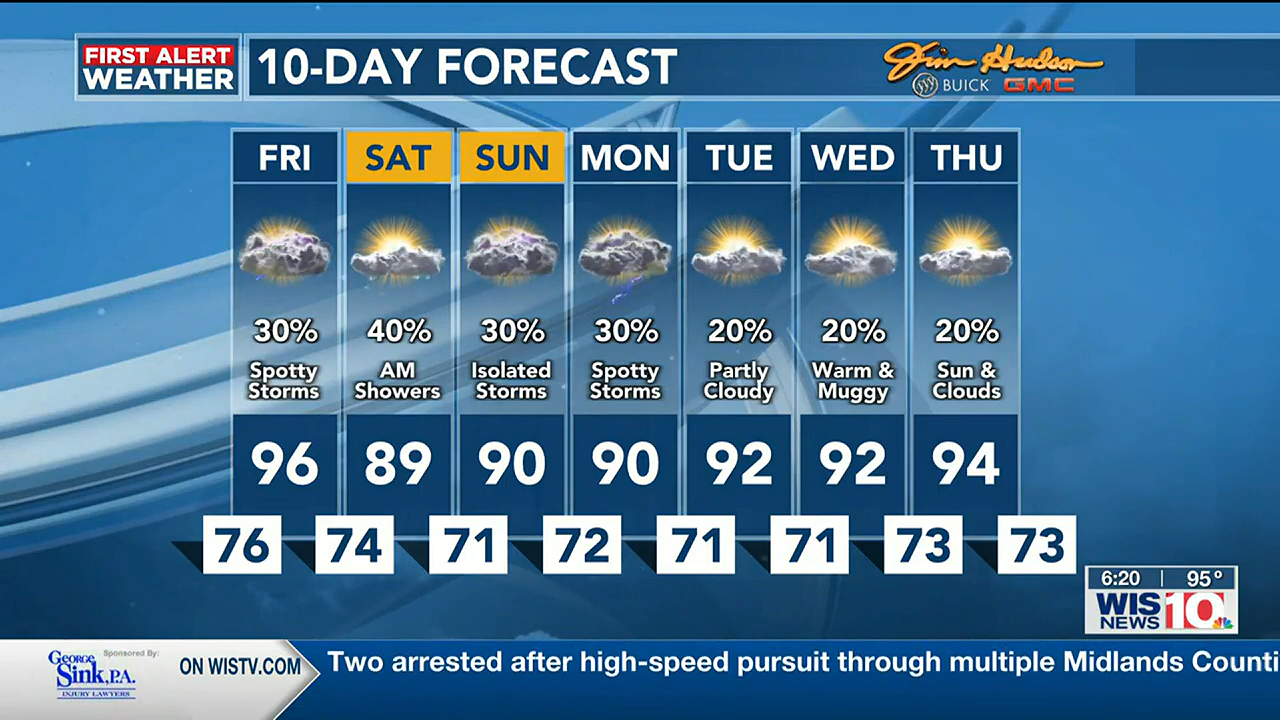 FIRST ALERT
WEATHER
10-DAY FORECAST
Jim Hudson
BUICK GMC
FRI SAT SUN MON TUE WED THU
30% 40% 30% 30% 20% 20% 20%
Spotty AM Isolated Spotty Partly Warm & Sun &
Storms Showers Storms Storms Cloudy Muggy Clouds
96 89 90 90 92 92 94
76 74 71 72 71 71 73 73
6:20 | 95°
WIS 10
NEWS
GEORGE
Sink, P.A.
INJURY LAWYERS
Sponsored By:
ON WISTV.COM
Two arrested after high-speed pursuit through multiple Midlands Counti